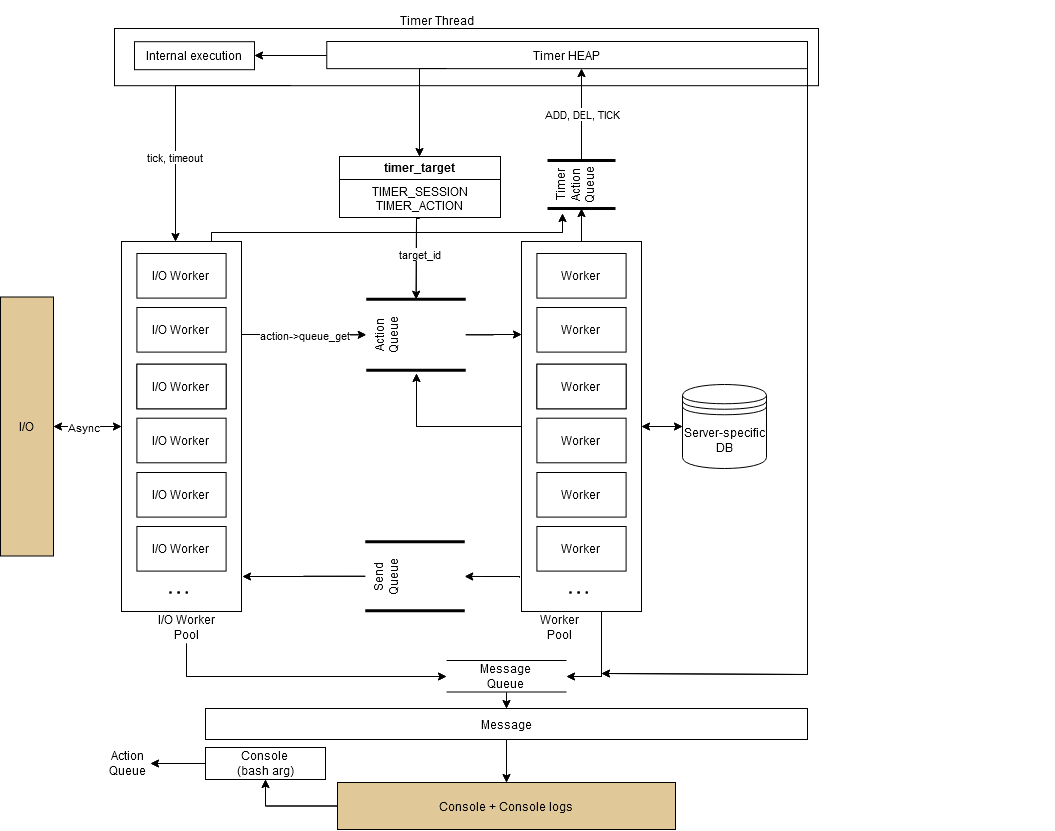 Timer Thread
Internal execution
Timer HEAP
ADD, DEL, TICK
tick, timeout
timer_target
TIMER_SESSION
TIMER_ACTION
Timer
Action
Queue
target_id
I/O Worker
I/O Worker
I/O Worker
I/O Worker
I/O Worker
I/O Worker
...
I/O Worker
Pool
I/O
Async
action->queue_get
Action
Queue
Worker
Worker
Worker
Worker
Worker
Worker
...
Worker
Pool
Server-specific
DB
Send
Queue
Message
Queue
Message
Action
Queue
Console
(bash arg)
Console + Console logs